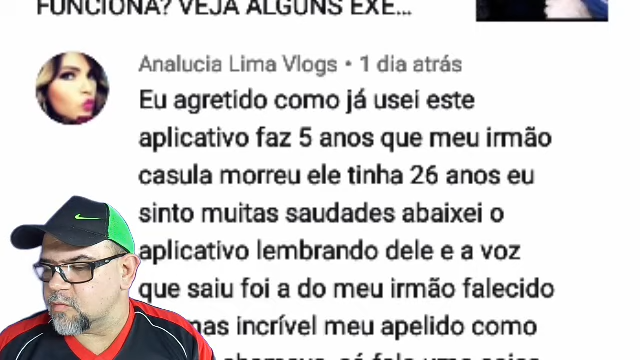 FUNCIONA? VEJA ALGUNS EXE...
Analucia Lima Vlogs • 1 dia atrás
Eu agretido como já usei este
aplicativo faz 5 anos que meu irmão
casula morreu ele tinha 26 anos eu
sinto muitas saudades abaixei o
aplicativo lembrando dele e a voz
que saiu foi a do meu irmão falecido
mas incrível meu apelido como